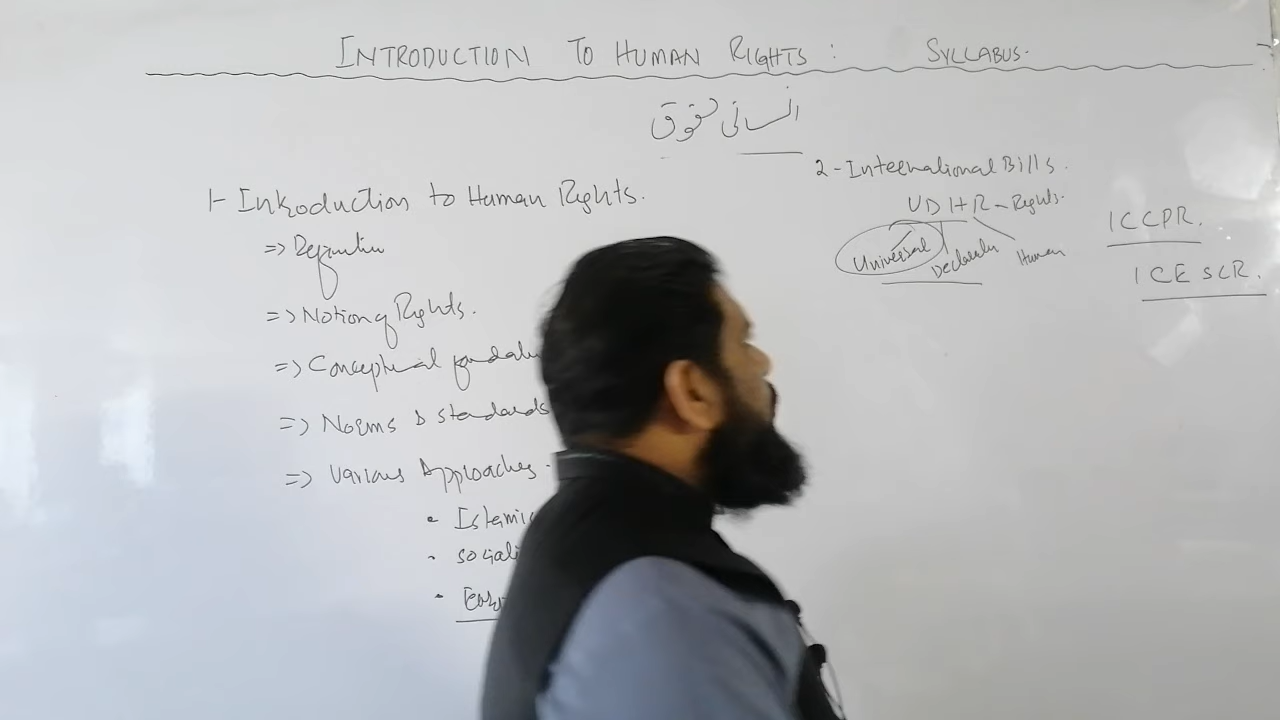 INTRODUCTION TO HUMAN RIGHTS : SYLLABUS.
انسانی حقوق
1- Introduction to Human Rights.
=> Definition
=> Notion of Rights.
=> Conceptual
=> Norms & Standards
=> Various Approaches.
• Islamic
• 
• 
2- International Bills.
UDHR - Rights.
Universal Declaration Human
ICCPR.
ICESCR.